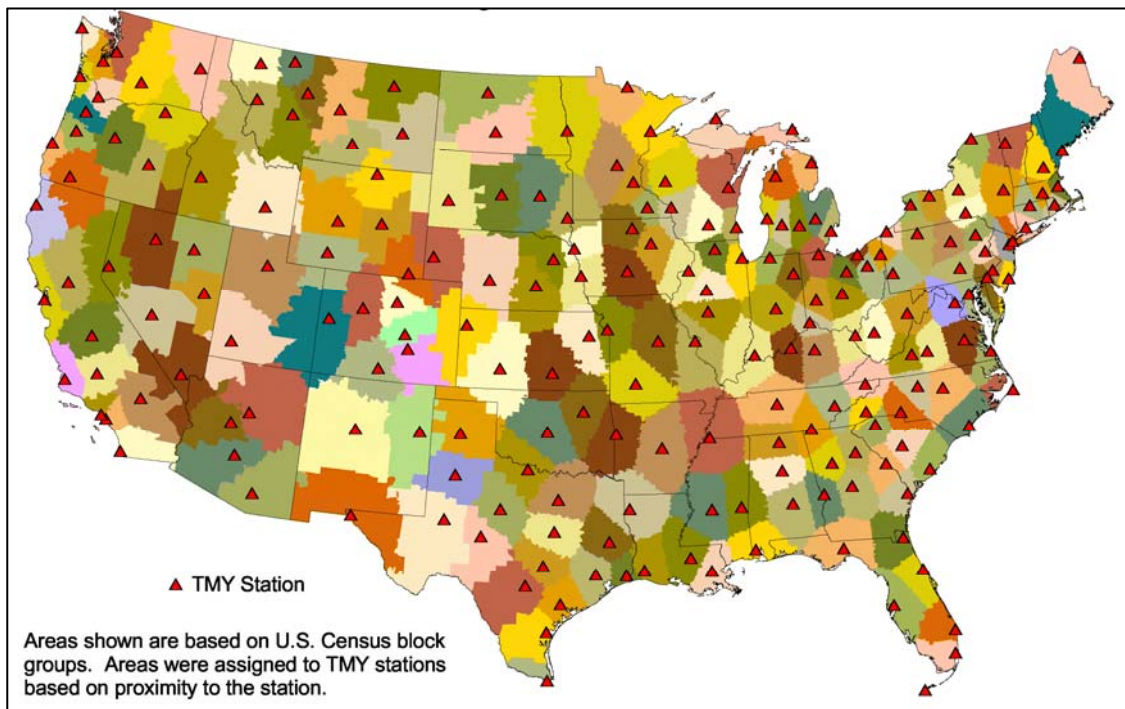 TMY Station
Areas shown are based on U.S. Census block
groups.  Areas were assigned to TMY stations
based on proximity to the station.